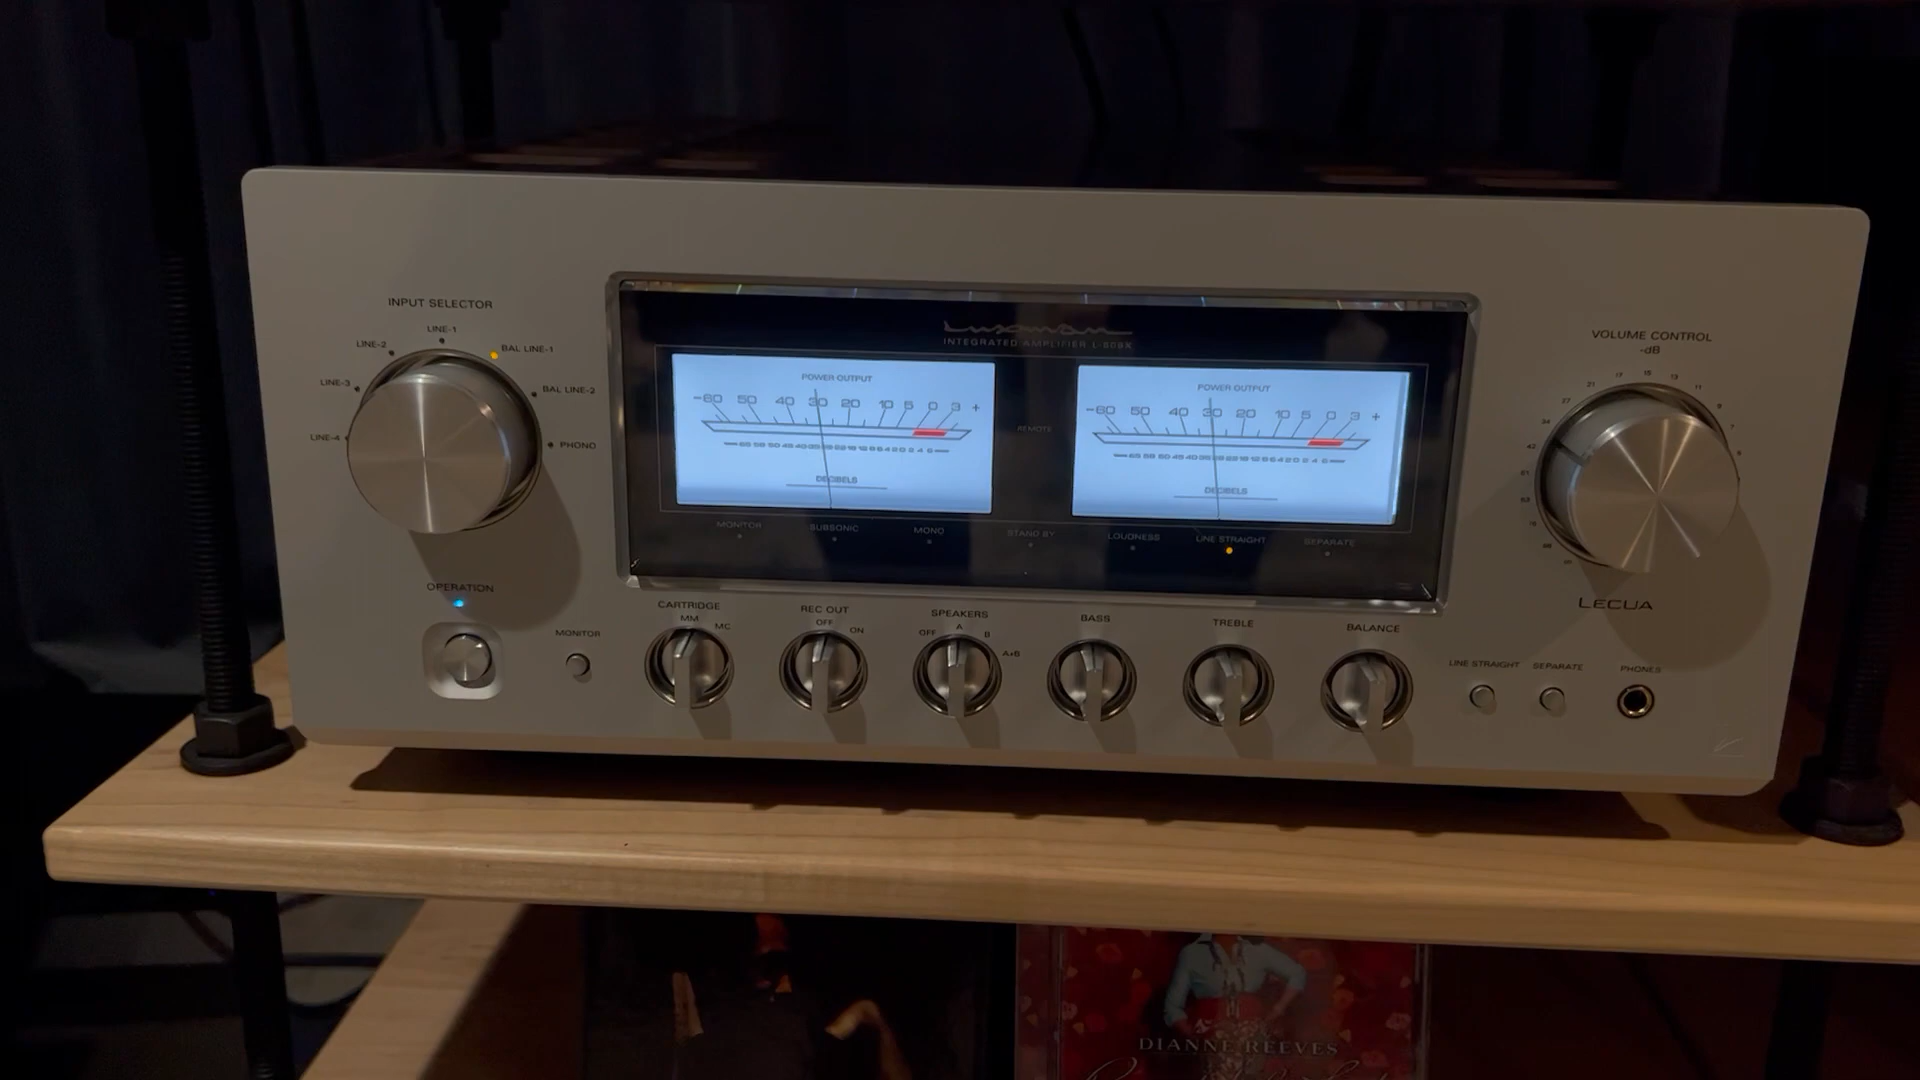 INPUT SELECTOR
LINE-1
LINE-2
BAL LINE-1
LINE-3
BAL LINE-2
LINE-4
PHONO
LUXMAN
INTEGRATED AMPLIFIER
POWER OUTPUT
-60 50 40 30 20 10 5 0 3 +
DECIBELS
REMOTE
POWER OUTPUT
-60 50 40 30 20 10 5 0 3 +
DECIBELS
MONITOR
SUBSONIC
MONO
STAND BY
LOUDNESS
LINE STRAIGHT
SEPARATE
VOLUME CONTROL
-dB
LECUA
OPERATION
MONITOR
CARTRIDGE
MM
MC
REC OUT
OFF
ON
SPEAKERS
OFF
A
B
A+B
BASS
TREBLE
BALANCE
LINE STRAIGHT
SEPARATE
PHONES
DIANNE REEVES